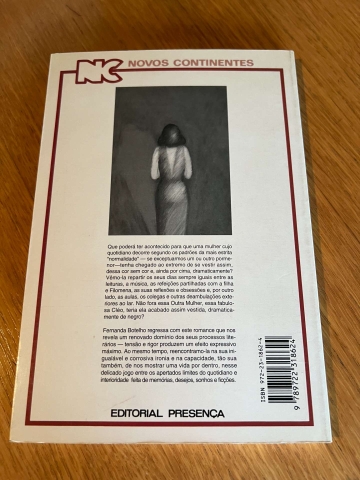 NC NOVOS CONTINENTES
Que poderá ter acontecido para que uma mulher cujo
quotidiano decorre segundo os padrões da mais estrita
"normalidade" — se exceptuarmos um ou outro porme-
nor—tenha chegado ao extremo de se vestir assim,
dessa cor sem cor e, ainda por cima, dramaticamente?
Vêmo-la repartir os seus dias sempre iguais entre as
leituras, a música, as refeições partilhadas com a filha
e Filomena, as suas reflexões e obsessões e, por outro
lado, as aulas, os colegas e outras deambulações exte-
riores ao lar. Não fora essa Outra Mulher, essa fabulo-
sa Cléo, teria ela acabado assim vestida, dramatica-
mente de negro?
Fernanda Botelho regressa com este romance que nos
revela um renovado domínio dos seus processos lite-
rários — tensão e rigor produzem um efeito expressivo
máximo. Ao mesmo tempo, reencontramo-la na sua ini-
gualável e corrosiva ironia e na capacidade, tão sua
também, de nos mostrar uma vida por dentro, nesse
delicado jogo entre os apertados limites do quotidiano e
interioridade feita de memórias, desejos, sonhos e ficções.
ISBN 972-23-1862-4
9 789722 318624
EDITORIAL PRESENÇA